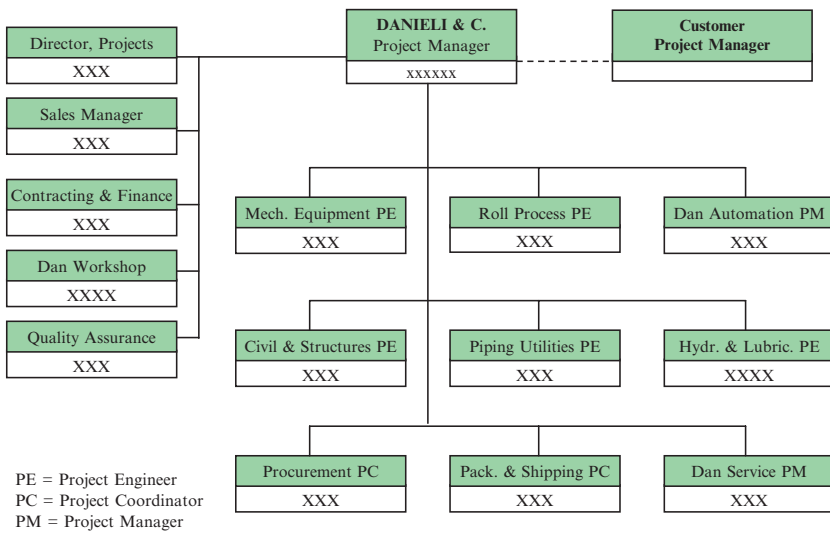 DANIELI & C.
Project Manager
xxxxxx
Customer
Project Manager
Director, Projects
XXX
Sales Manager
XXX
Contracting & Finance
XXX
Dan Workshop
XXXX
Quality Assurance
XXX
Mech. Equipment PE
XXX
Roll Process PE
XXX
Dan Automation PM
XXX
Civil & Structures PE
XXX
Piping Utilities PE
XXX
Hydr. & Lubric. PE
XXXX
Procurement PC
XXX
Pack. & Shipping PC
XXX
Dan Service PM
XXX
PE = Project Engineer
PC = Project Coordinator
PM = Project Manager